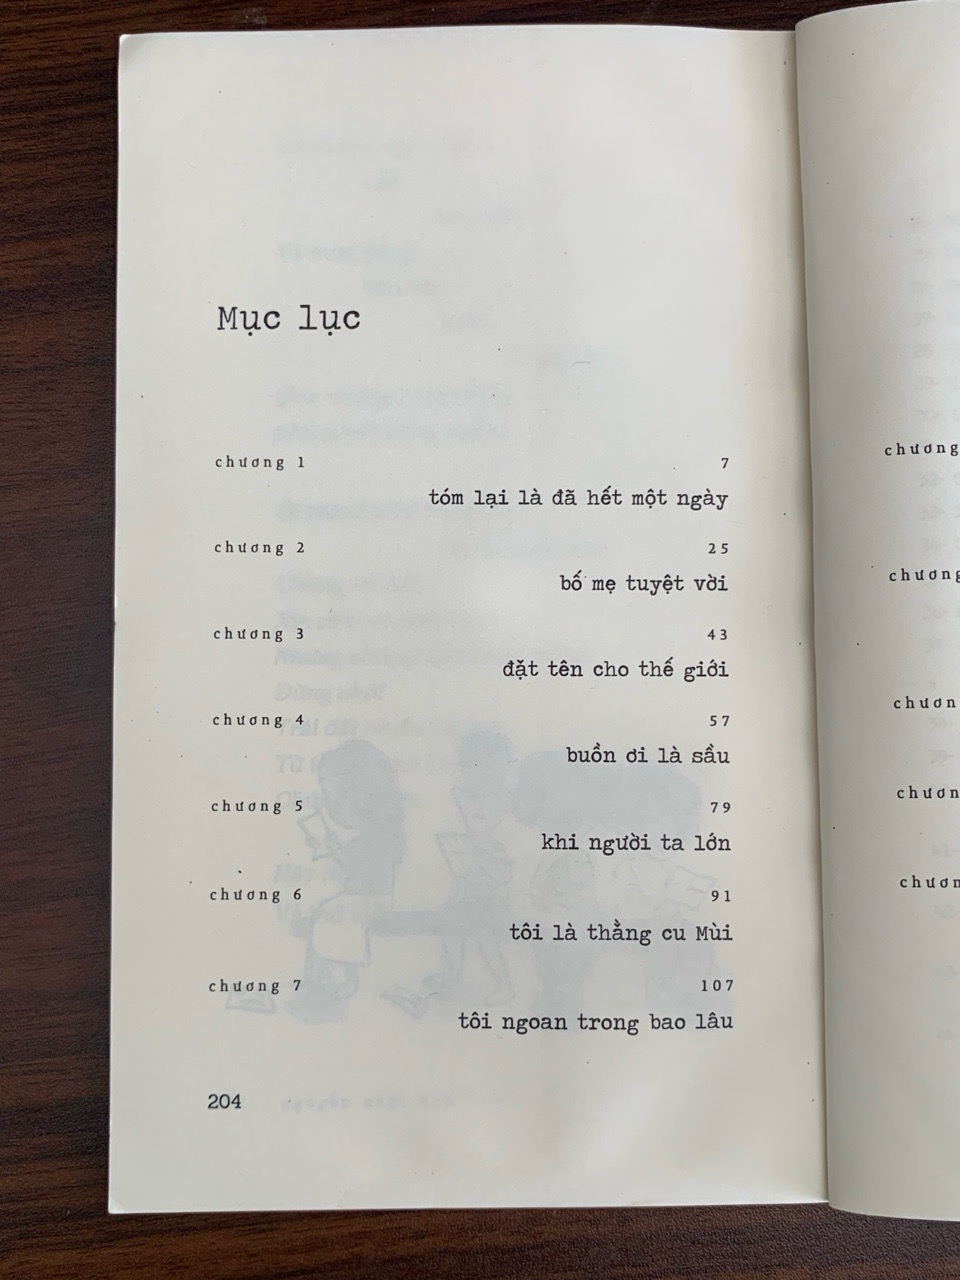 Mục lục
chương 1 7
tóm lại là đã hết một ngày
chương 2 25
bố mẹ tuyệt vời
chương 3 43
đặt tên cho thế giới
chương 4 57
buồn ơi là sầu
chương 5 79
khi người ta lớn
chương 6 91
tôi là thằng cu Mùi
chương 7 107
tôi ngoan trong bao lâu
204
chương
chương